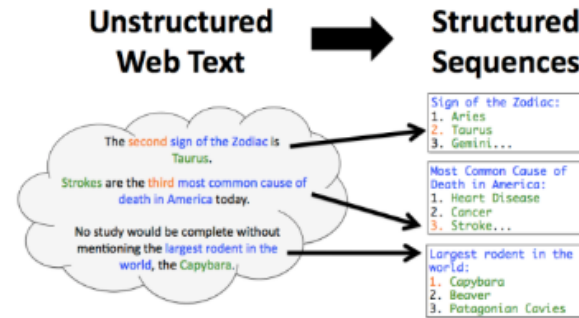 Unstructured
Web Text
Structured
Sequences
The second sign of the Zodiac is
Taurus.
Strokes are the third most common cause of
death in America today.
No study would be complete without
mentioning the largest rodent in the
world, the Capybara.
Sign of the Zodiac:
1. Aries
2. Taurus
3. Gemini...
Most Common Cause of
Death in America:
1. Heart Disease
2. Cancer
3. Stroke...
Largest rodent in the
world:
1. Capybara
2. Beaver
3. Patagonian Cavies